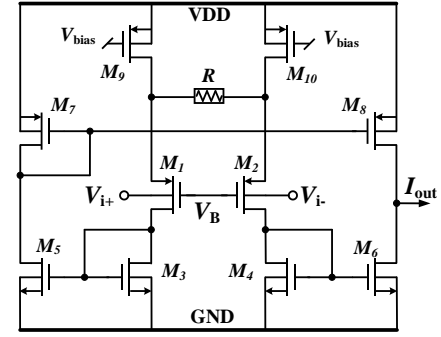 VDD
Vbias
Vbias
M9
R
M10
M7
M8
M1
M2
Vi+
Vi-
VB
Iout
M5
M3
M4
M6
GND